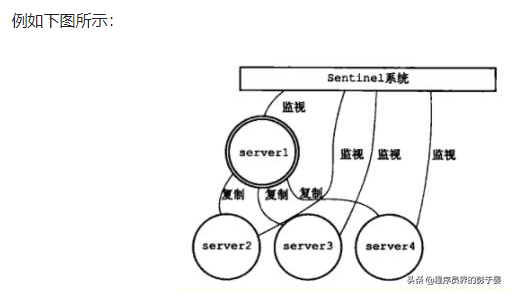 例如下图所示：
Sentinel系统
监视
server1
监视 监视 监视
复制 复制 复制
server2 server3 server4
头条 @程序员界的彭于晏